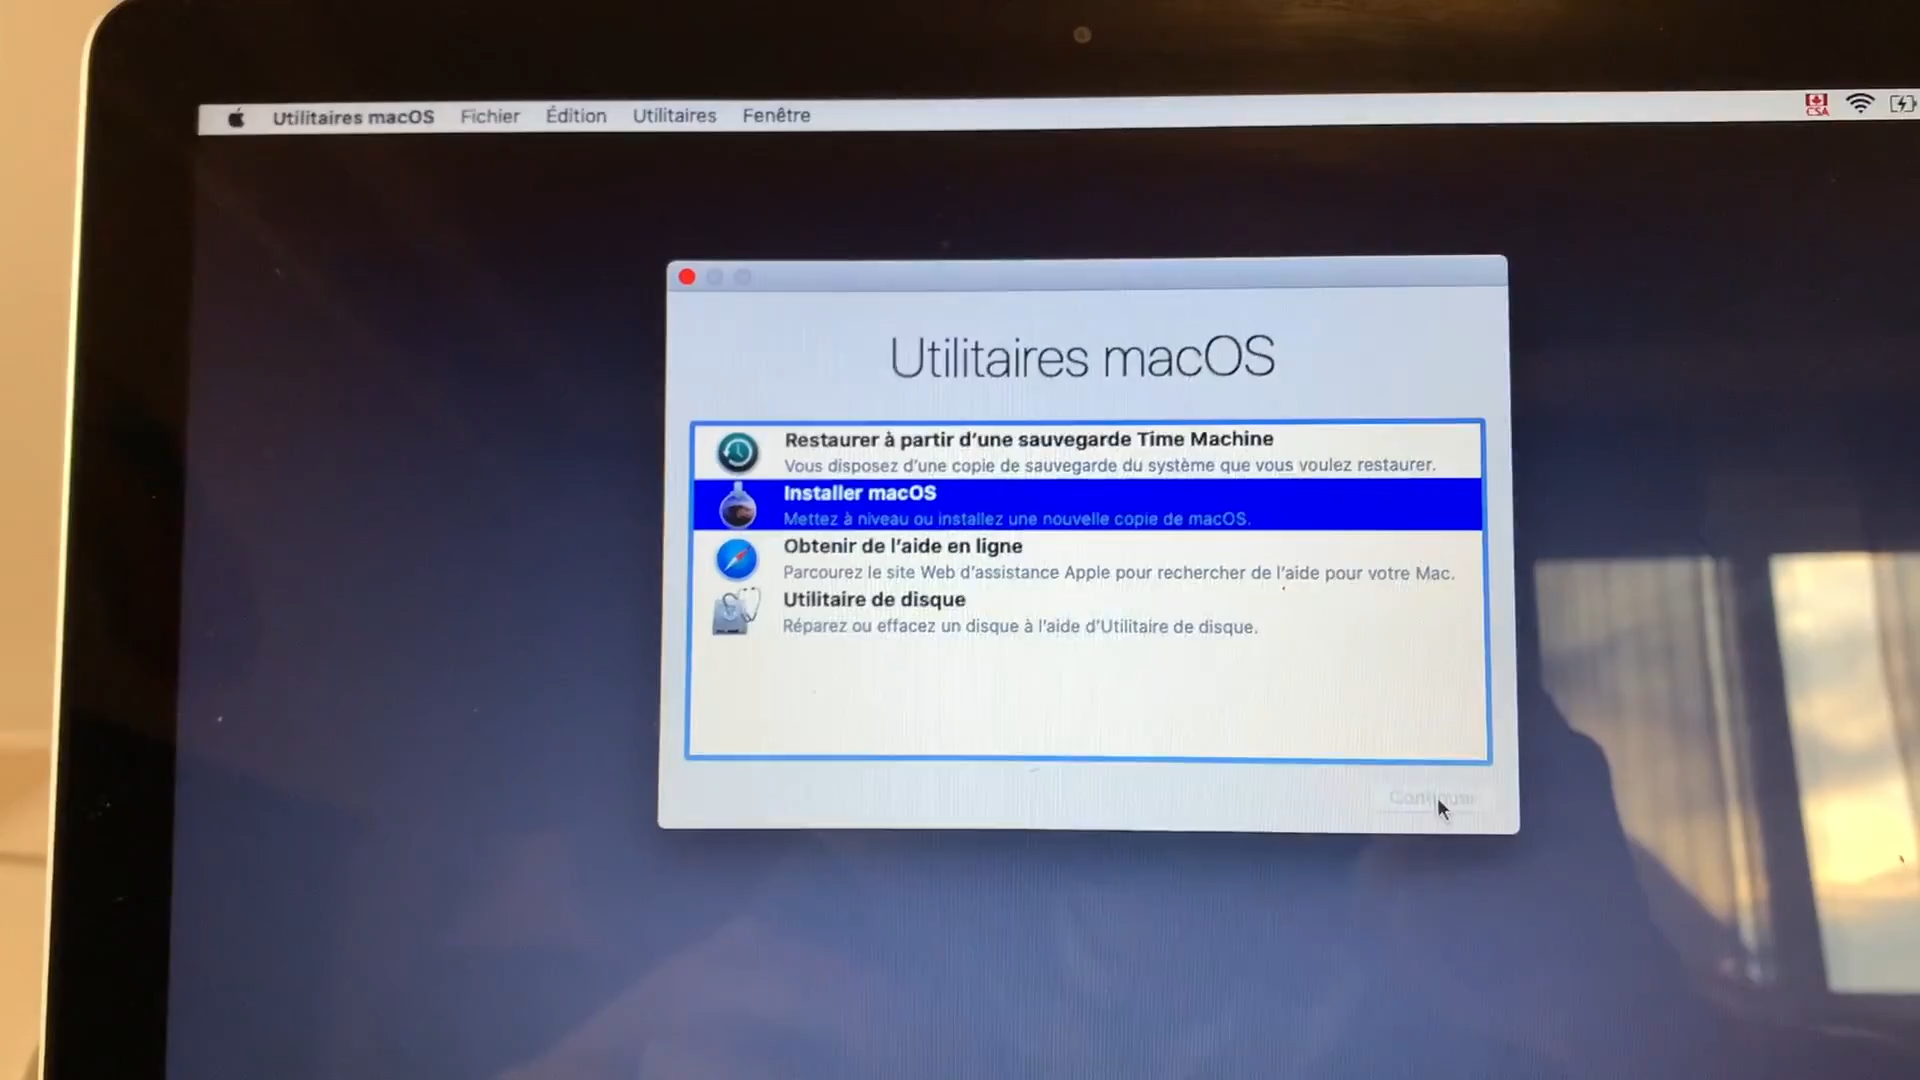 Utilitaires macOS Fichier Édition Utilitaires Fenêtre
CSA
Utilitaires macOS
Restaurer à partir d'une sauvegarde Time Machine
Vous disposez d'une copie de sauvegarde du système que vous voulez restaurer.
Installer macOS
Mettez à niveau ou installez une nouvelle copie de macOS.
Obtenir de l'aide en ligne
Parcourez le site Web d'assistance Apple pour rechercher de l'aide pour votre Mac.
Utilitaire de disque
Réparez ou effacez un disque à l'aide d'Utilitaire de disque.